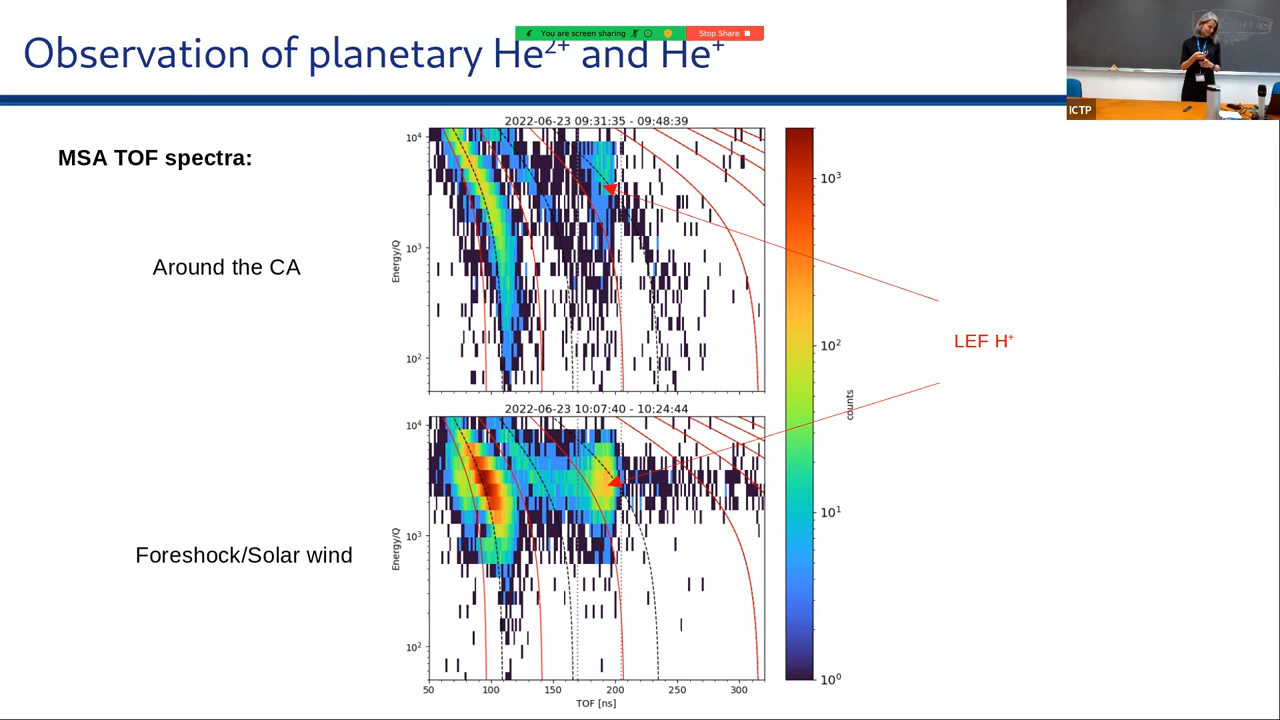 You are screen sharing
Stop Share
Observation of planetary He²⁺ and He⁺
ICTP
MSA TOF spectra:
2022-06-23 09:31:35 - 09:48:39
10⁴
10³
10²
Energy/Q
Around the CA
2022-06-23 10:07:40 - 10:24:44
10⁴
10³
10²
Energy/Q
Foreshock/Solar wind
50
100
150
200
250
300
TOF [ns]
10³
10²
10¹
10⁰
counts
LEF H⁺